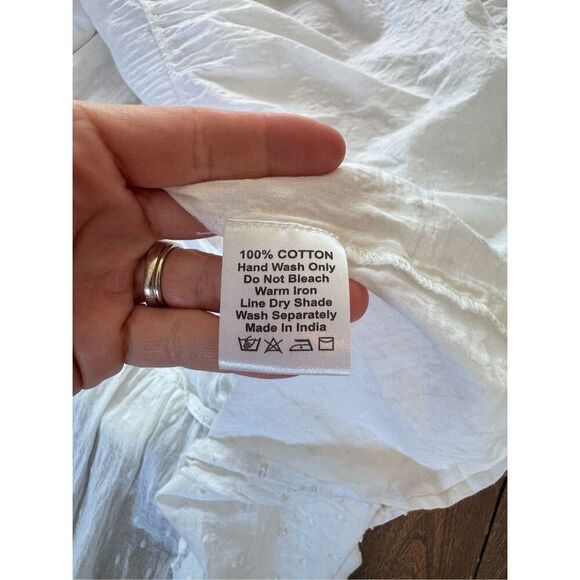 100% COTTON
Hand Wash Only
Do Not Bleach
Warm Iron
Line Dry Shade
Wash Separately
Made In India